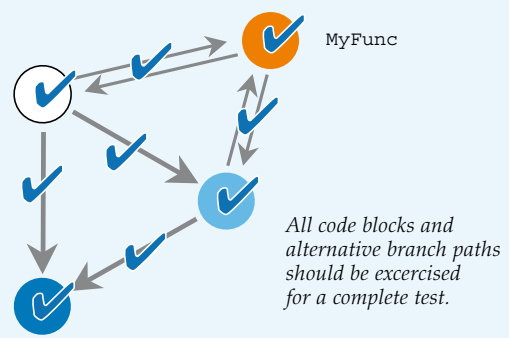 MyFunc
All code blocks and
alternative branch paths
should be excercised
for a complete test.